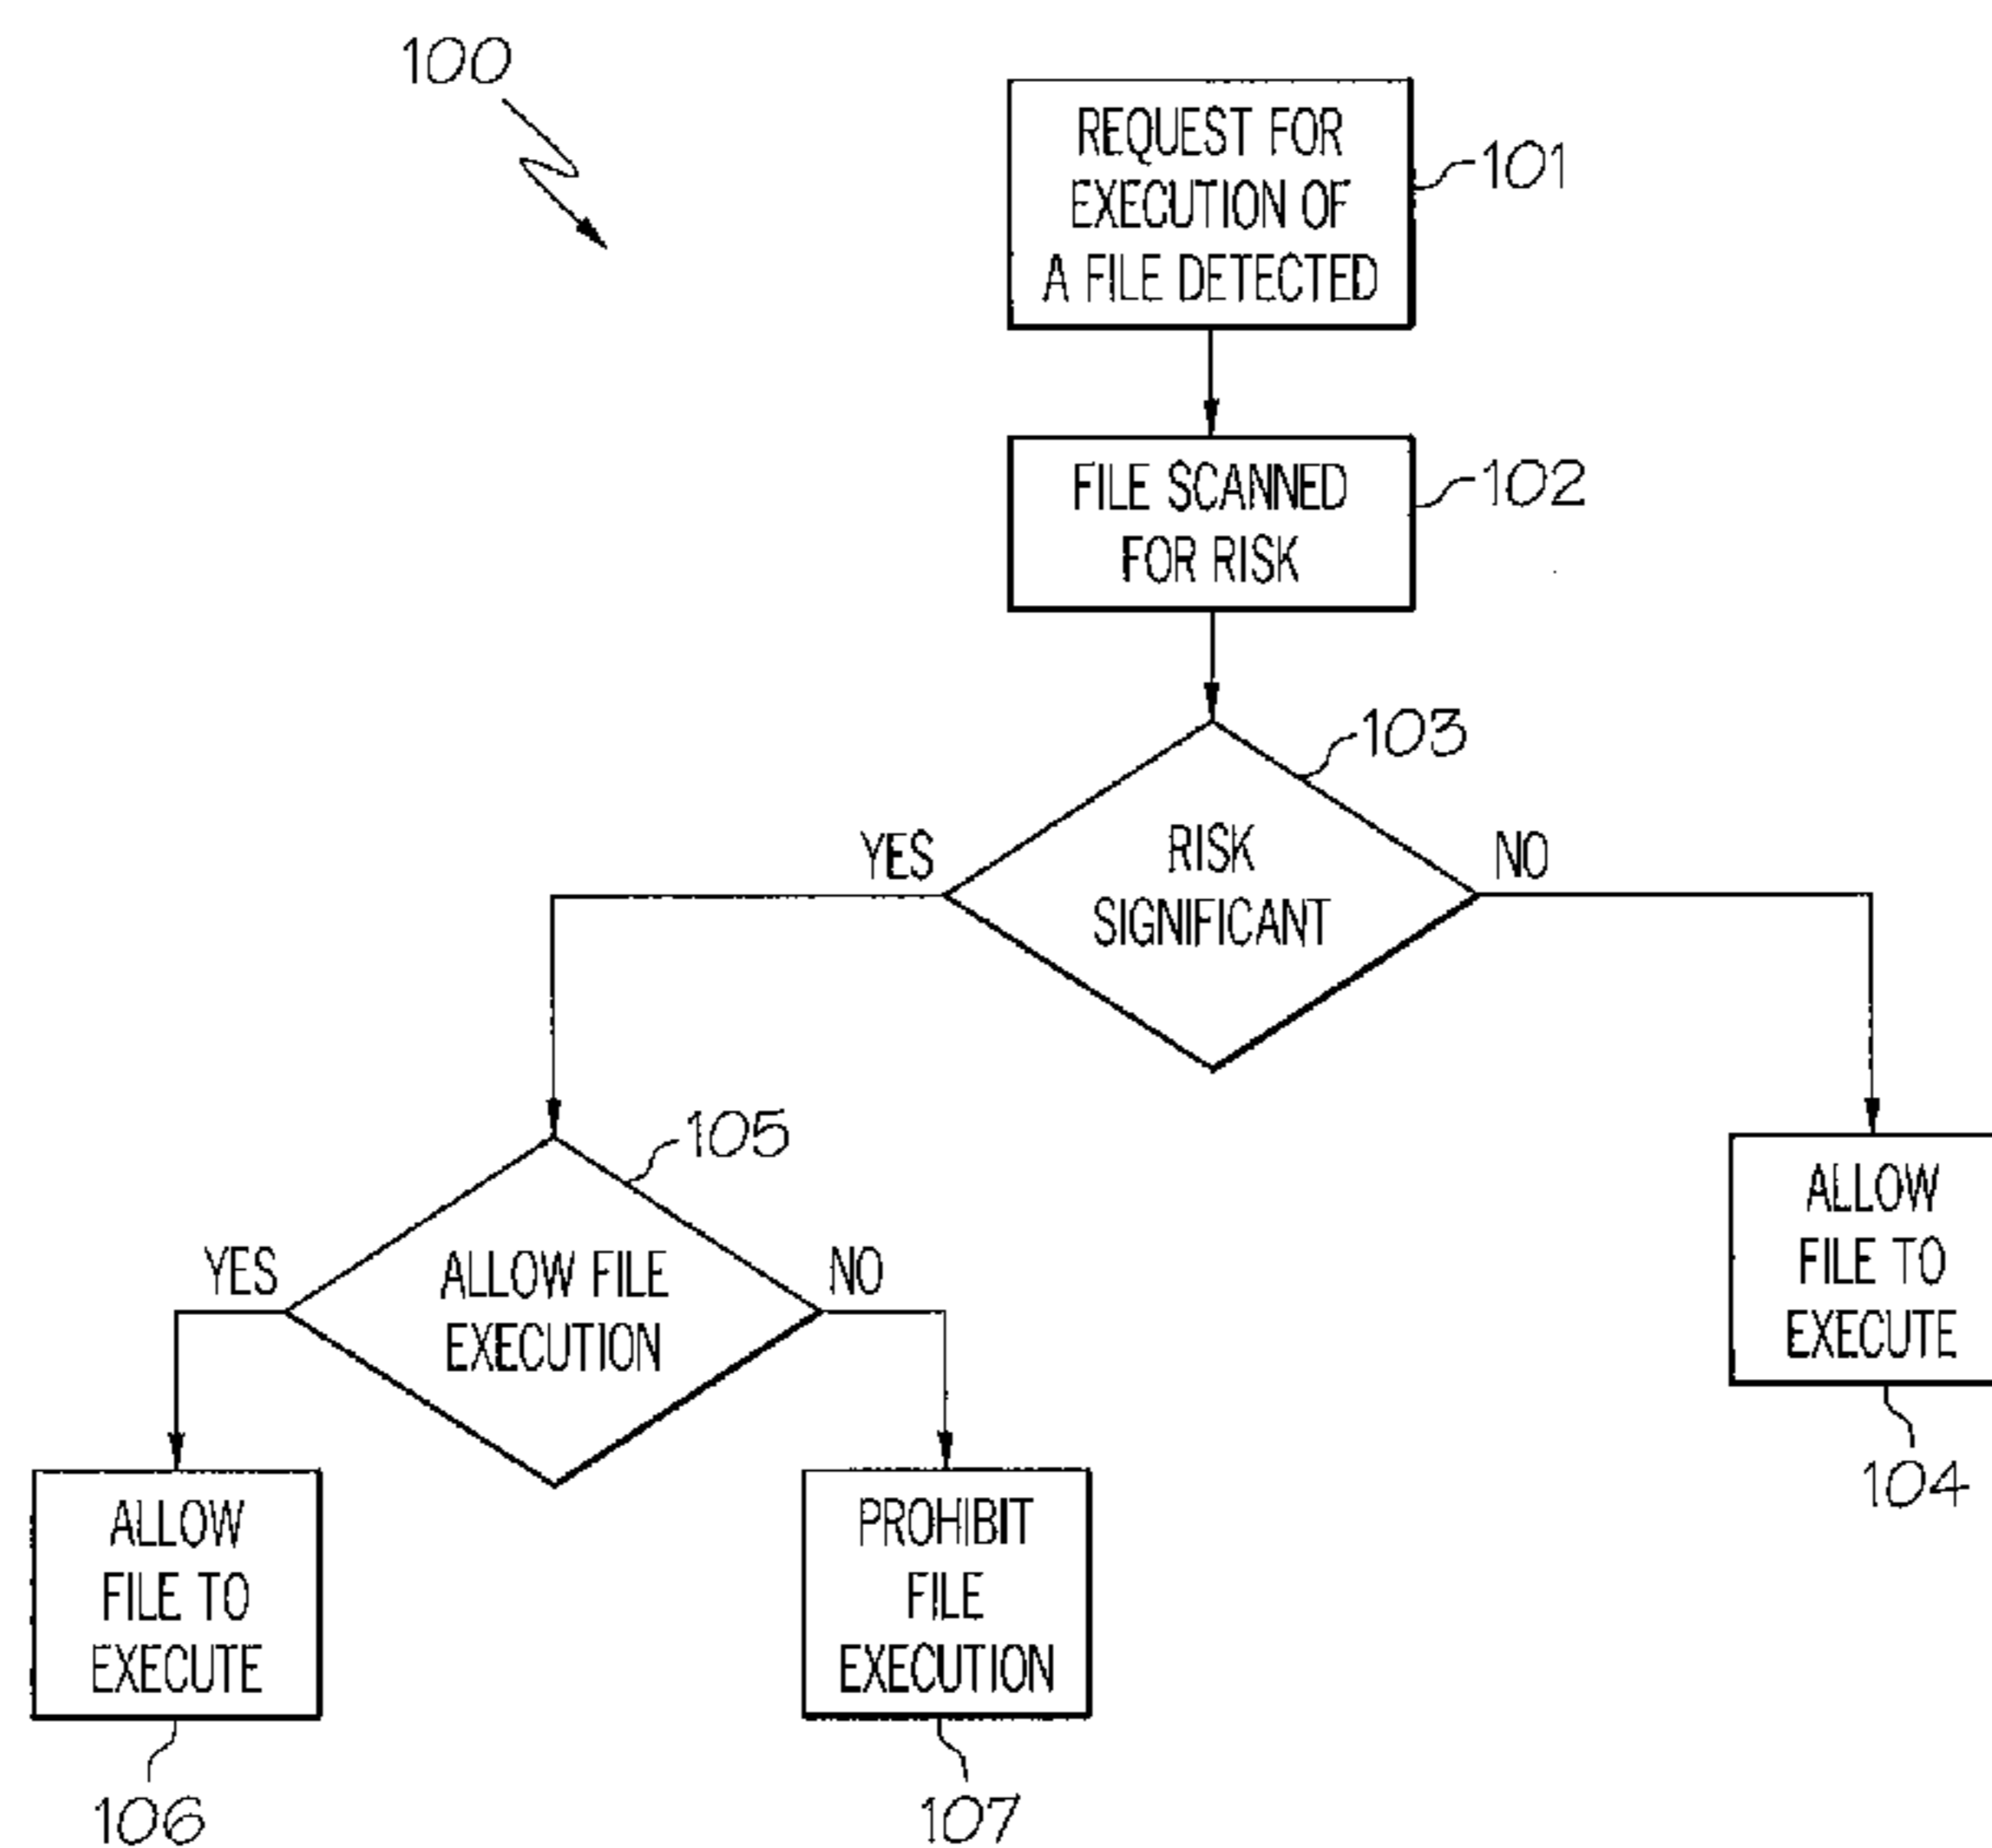 100
REQUEST FOR
EXECUTION OF
A FILE DETECTED
101
FILE SCANNED
FOR RISK
102
103
RISK
SIGNIFICANT
YES
NO
105
ALLOW FILE
EXECUTION
YES
NO
ALLOW
FILE TO
EXECUTE
104
ALLOW
FILE TO
EXECUTE
106
PROHIBIT
FILE
EXECUTION
107